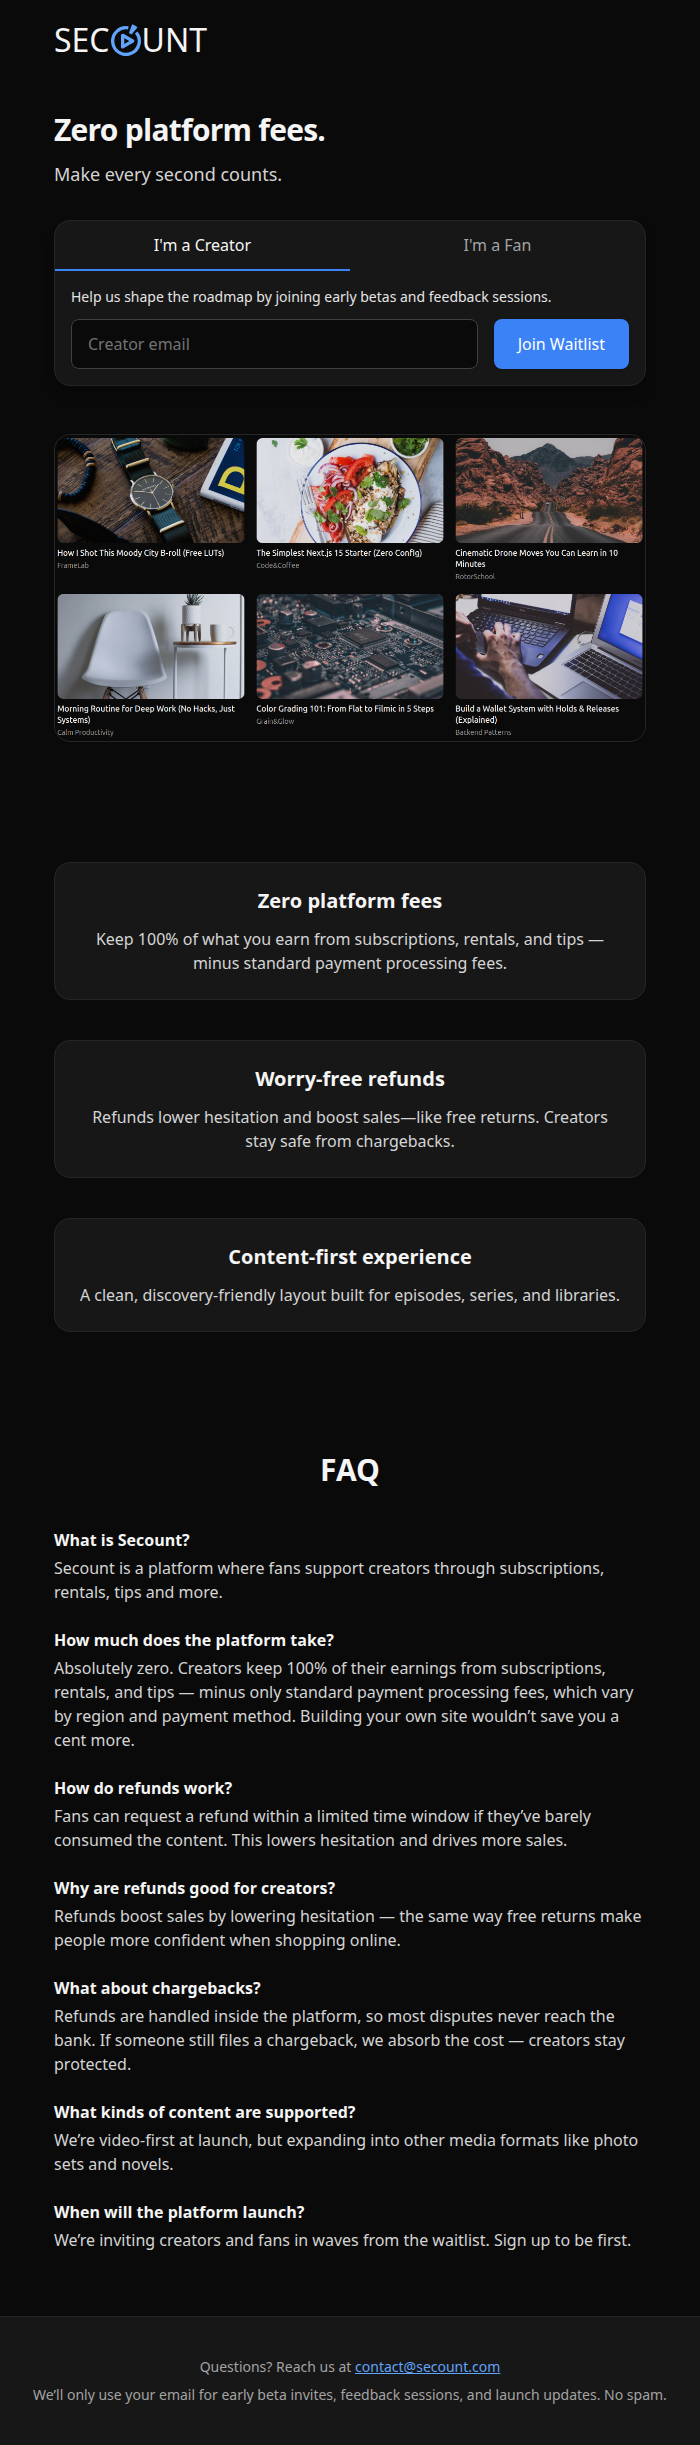 SECOUNT
Zero platform fees.
Make every second counts.
I'm a Creator
I'm a Fan
Help us shape the roadmap by joining early betas and feedback sessions.
Creator email
Join Waitlist
How I Shot This Moody City B-roll (Free LUTs)
FrameLab
The Simplest Next.js 15 Starter (Zero Config)
Code&Coffee
Cinematic Drone Moves You Can Learn in 10
Minutes
RotorSchool
Morning Routine for Deep Work (No Hacks, Just
Systems)
Calm Productivity
Color Grading 101: From Flat to Filmic in 5 Steps
Grain&Glow
Build a Wallet System with Holds & Releases
(Explained)
Backend Patterns
Zero platform fees
Keep 100% of what you earn from subscriptions, rentals, and tips —
minus standard payment processing fees.
Worry-free refunds
Refunds lower hesitation and boost sales—like free returns. Creators
stay safe from chargebacks.
Content-first experience
A clean, discovery-friendly layout built for episodes, series, and libraries.
FAQ
What is Secount?
Secount is a platform where fans support creators through subscriptions,
rentals, tips and more.
How much does the platform take?
Absolutely zero. Creators keep 100% of their earnings from subscriptions,
rentals, and tips — minus only standard payment processing fees, which vary
by region and payment method. Building your own site wouldn’t save you a
cent more.
How do refunds work?
Fans can request a refund within a limited time window if they’ve barely
consumed the content. This lowers hesitation and drives more sales.
Why are refunds good for creators?
Refunds boost sales by lowering hesitation — the same way free returns make
people more confident when shopping online.
What about chargebacks?
Refunds are handled inside the platform, so most disputes never reach the
bank. If someone still files a chargeback, we absorb the cost — creators stay
protected.
What kinds of content are supported?
We’re video-first at launch, but expanding into other media formats like photo
sets and novels.
When will the platform launch?
We’re inviting creators and fans in waves from the waitlist. Sign up to be first.
Questions? Reach us at contact@secount.com
We’ll only use your email for early beta invites, feedback sessions, and launch updates. No spam.